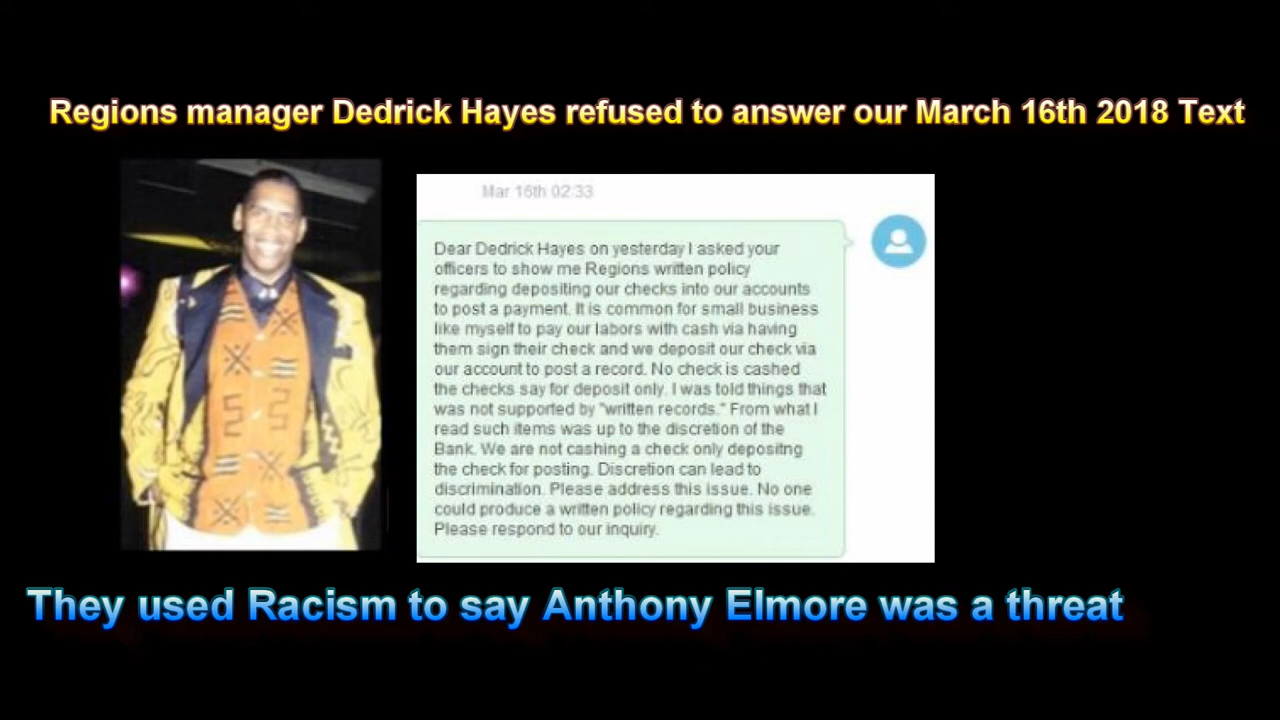 Regions manager Dedrick Hayes refused to answer our March 16th 2018 Text
Mar 16th 02:33
Dear Dedrick Hayes on yesterday I asked your
officers to show me Regions written policy
regarding depositing our checks into our accounts
to post a payment. It is common for small business
like myself to pay our labors with cash via having
them sign their check and we deposit our check via
our account to post a record. No check is cashed
the checks say for deposit only. I was told things that
was not supported by "written records." From what I
read such items was up to the discretion of the
Bank. We are not cashing a check only depositng
the check for posting. Discretion can lead to
discrimination. Please address this issue. No one
could produce a written policy regarding this issue.
Please respond to our inquiry.
They used Racism to say Anthony Elmore was a threat